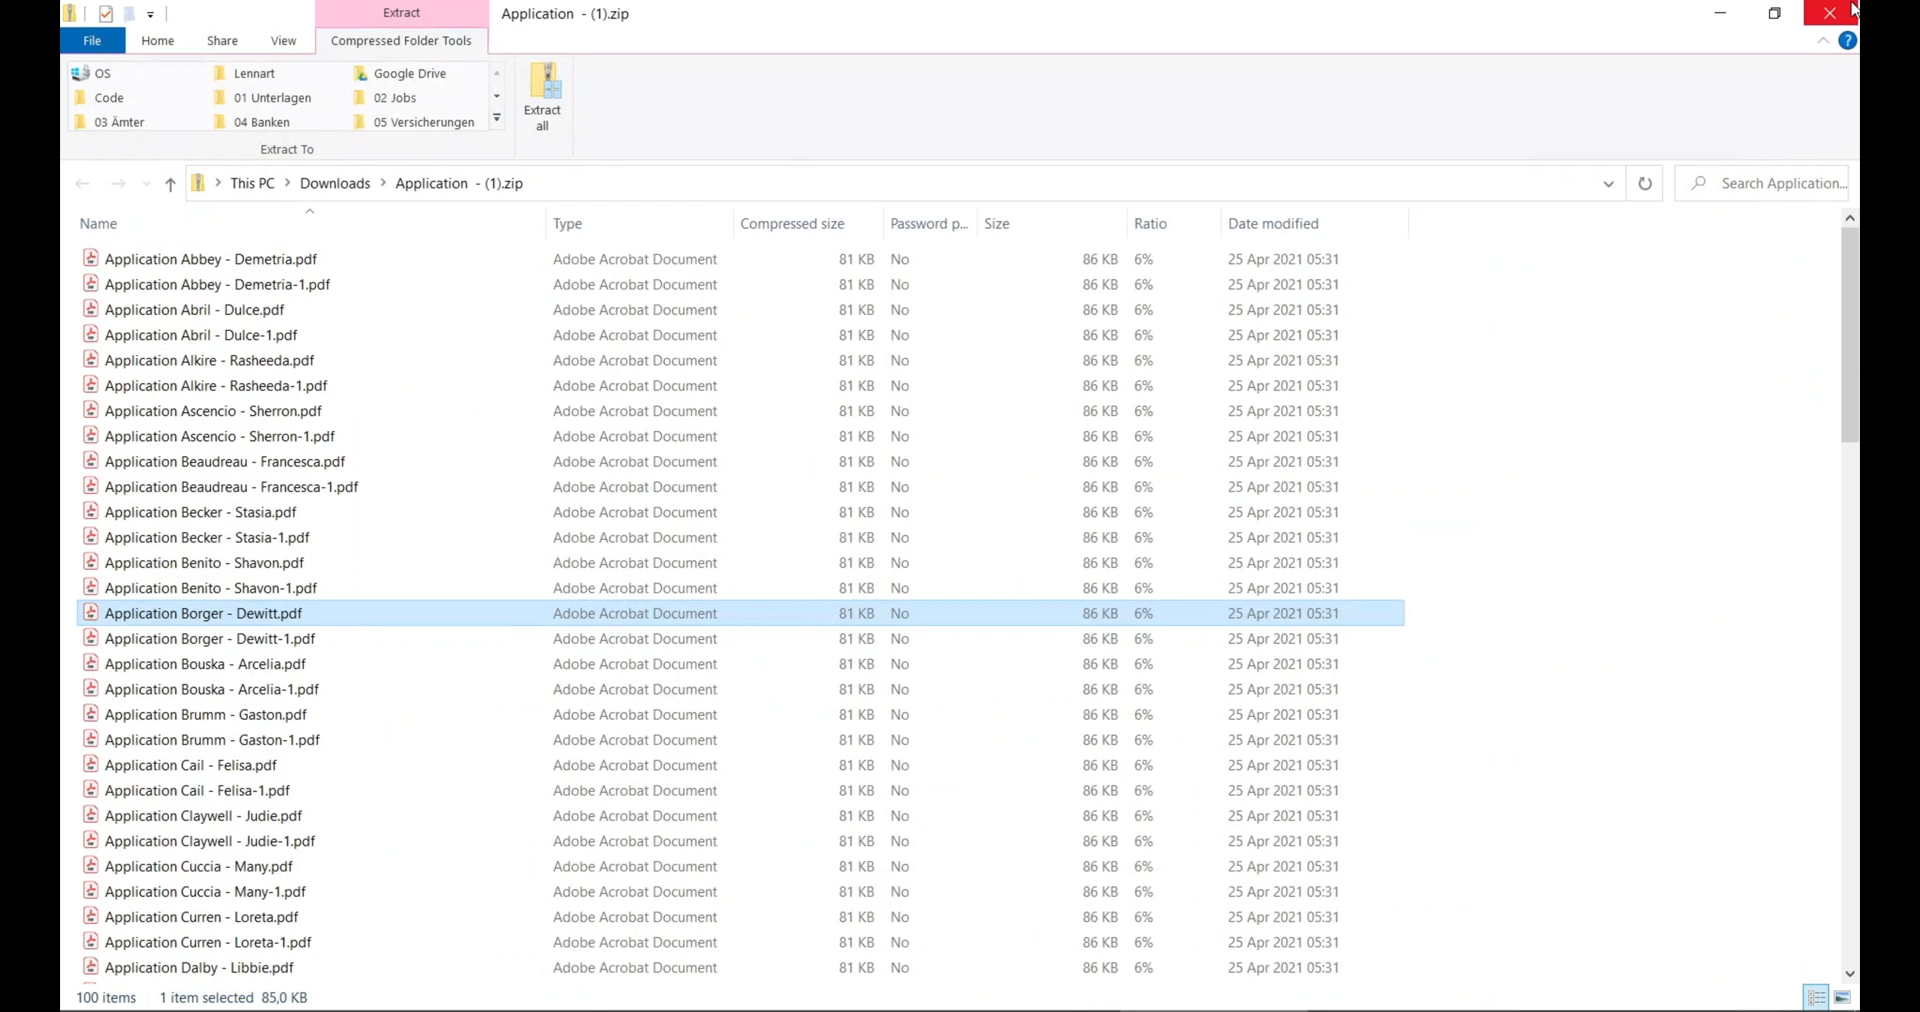 Extract
Application - (1).zip
File Home Share View Compressed Folder Tools
OS Lennart Google Drive
Code 01 Unterlagen 02 Jobs
03 Ämter 04 Banken 05 Versicherungen
Extract all
Extract To
This PC Downloads Application - (1).zip
Search Application...
Name Type Compressed size Password p... Size Ratio Date modified
Application Abbey - Demetria.pdf Adobe Acrobat Document 81 KB No 86 KB 6% 25 Apr 2021 05:31
Application Abbey - Demetria-1.pdf Adobe Acrobat Document 81 KB No 86 KB 6% 25 Apr 2021 05:31
Application Abril - Dulce.pdf Adobe Acrobat Document 81 KB No 86 KB 6% 25 Apr 2021 05:31
Application Abril - Dulce-1.pdf Adobe Acrobat Document 81 KB No 86 KB 6% 25 Apr 2021 05:31
Application Alkire - Rasheeda.pdf Adobe Acrobat Document 81 KB No 86 KB 6% 25 Apr 2021 05:31
Application Alkire - Rasheeda-1.pdf Adobe Acrobat Document 81 KB No 86 KB 6% 25 Apr 2021 05:31
Application Ascencio - Sherron.pdf Adobe Acrobat Document 81 KB No 86 KB 6% 25 Apr 2021 05:31
Application Ascencio - Sherron-1.pdf Adobe Acrobat Document 81 KB No 86 KB 6% 25 Apr 2021 05:31
Application Beaudreau - Francesca.pdf Adobe Acrobat Document 81 KB No 86 KB 6% 25 Apr 2021 05:31
Application Beaudreau - Francesca-1.pdf Adobe Acrobat Document 81 KB No 86 KB 6% 25 Apr 2021 05:31
Application Becker - Stasia.pdf Adobe Acrobat Document 81 KB No 86 KB 6% 25 Apr 2021 05:31
Application Becker - Stasia-1.pdf Adobe Acrobat Document 81 KB No 86 KB 6% 25 Apr 2021 05:31
Application Benito - Shavon.pdf Adobe Acrobat Document 81 KB No 86 KB 6% 25 Apr 2021 05:31
Application Benito - Shavon-1.pdf Adobe Acrobat Document 81 KB No 86 KB 6% 25 Apr 2021 05:31
Application Borger - Dewitt.pdf Adobe Acrobat Document 81 KB No 86 KB 6% 25 Apr 2021 05:31
Application Borger - Dewitt-1.pdf Adobe Acrobat Document 81 KB No 86 KB 6% 25 Apr 2021 05:31
Application Bouska - Arcelia.pdf Adobe Acrobat Document 81 KB No 86 KB 6% 25 Apr 2021 05:31
Application Bouska - Arcelia-1.pdf Adobe Acrobat Document 81 KB No 86 KB 6% 25 Apr 2021 05:31
Application Brumm - Gaston.pdf Adobe Acrobat Document 81 KB No 86 KB 6% 25 Apr 2021 05:31
Application Brumm - Gaston-1.pdf Adobe Acrobat Document 81 KB No 86 KB 6% 25 Apr 2021 05:31
Application Cail - Felisa.pdf Adobe Acrobat Document 81 KB No 86 KB 6% 25 Apr 2021 05:31
Application Cail - Felisa-1.pdf Adobe Acrobat Document 81 KB No 86 KB 6% 25 Apr 2021 05:31
Application Claywell - Judie.pdf Adobe Acrobat Document 81 KB No 86 KB 6% 25 Apr 2021 05:31
Application Claywell - Judie-1.pdf Adobe Acrobat Document 81 KB No 86 KB 6% 25 Apr 2021 05:31
Application Cuccia - Many.pdf Adobe Acrobat Document 81 KB No 86 KB 6% 25 Apr 2021 05:31
Application Cuccia - Many-1.pdf Adobe Acrobat Document 81 KB No 86 KB 6% 25 Apr 2021 05:31
Application Curren - Loreta.pdf Adobe Acrobat Document 81 KB No 86 KB 6% 25 Apr 2021 05:31
Application Curren - Loreta-1.pdf Adobe Acrobat Document 81 KB No 86 KB 6% 25 Apr 2021 05:31
Application Dalby - Libbie.pdf Adobe Acrobat Document 81 KB No 86 KB 6% 25 Apr 2021 05:31
100 items 1 item selected 85,0 KB